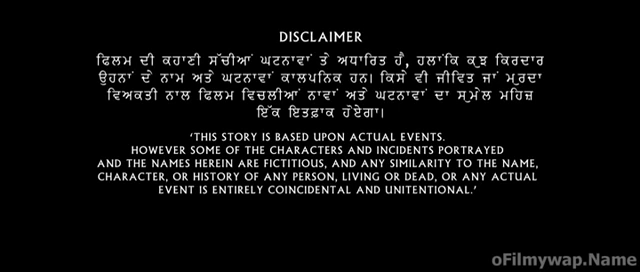 DISCLAIMER
ਫਿਲਮ ਦੀ ਕਹਾਣੀ ਸੱਚੀਆਂ ਘਟਨਾਵਾਂ ਤੇ ਅਧਾਰਿਤ ਹੈ, ਹਲਾਂਕਿ ਕੁਝ ਕਿਰਦਾਰ
ਉਹਨਾਂ ਦੇ ਨਾਮ ਅਤੇ ਘਟਨਾਵਾਂ ਕਾਲਪਨਿਕ ਹਨ। ਕਿਸੇ ਵੀ ਜੀਵਿਤ ਜਾਂ ਮੁਰਦਾ
ਵਿਅਕਤੀ ਨਾਲ ਫਿਲਮ ਵਿਚਲੀਆਂ ਨਾਵਾਂ ਅਤੇ ਘਟਨਾਵਾਂ ਦਾ ਸੁਮੇਲ ਮਹਿਜ਼
ਇੱਕ ਇਤਫ਼ਾਕ ਹੋਏਗਾ।
'THIS STORY IS BASED UPON ACTUAL EVENTS.
HOWEVER SOME OF THE CHARACTERS AND INCIDENTS PORTRAYED
AND THE NAMES HEREIN ARE FICTITIOUS, AND ANY SIMILARITY TO THE NAME,
CHARACTER, OR HISTORY OF ANY PERSON, LIVING OR DEAD, OR ANY ACTUAL
EVENT IS ENTIRELY COINCIDENTAL AND UNITENTIONAL.'
oFilmywap.Name